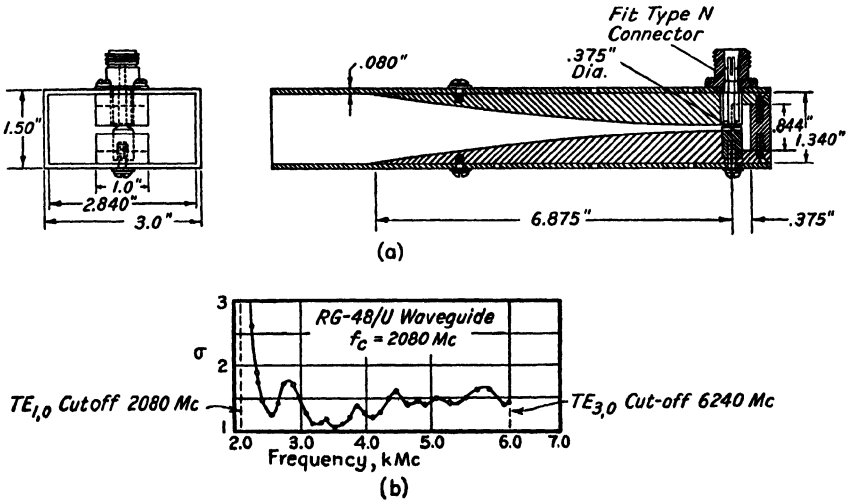 Fit Type N
Connector
.375"
Dia.
.080"
1.50"
.844"
1.340"
1.0"
2.840"
3.0"
6.875"
.375"
(a)
3
RG-48/U Waveguide
fc = 2080 Mc
σ
2
TE1,0 Cutoff 2080 Mc
TE3,0 Cut-off 6240 Mc
1
2.0 3.0 4.0 5.0 6.0 7.0
Frequency, kMc
(b)